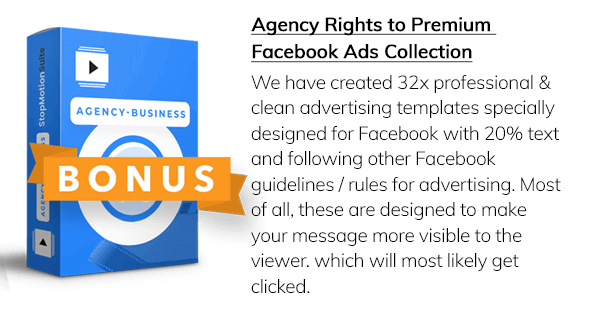 Agency Rights to Premium
Facebook Ads Collection
We have created 32x professional &
clean advertising templates specially
designed for Facebook with 20% text
and following other Facebook
guidelines / rules for advertising. Most
of all, these are designed to make
your message more visible to the
viewer. which will most likely get
clicked.
StopMotion Suite
AGENCY-BUSINESS
BONUS